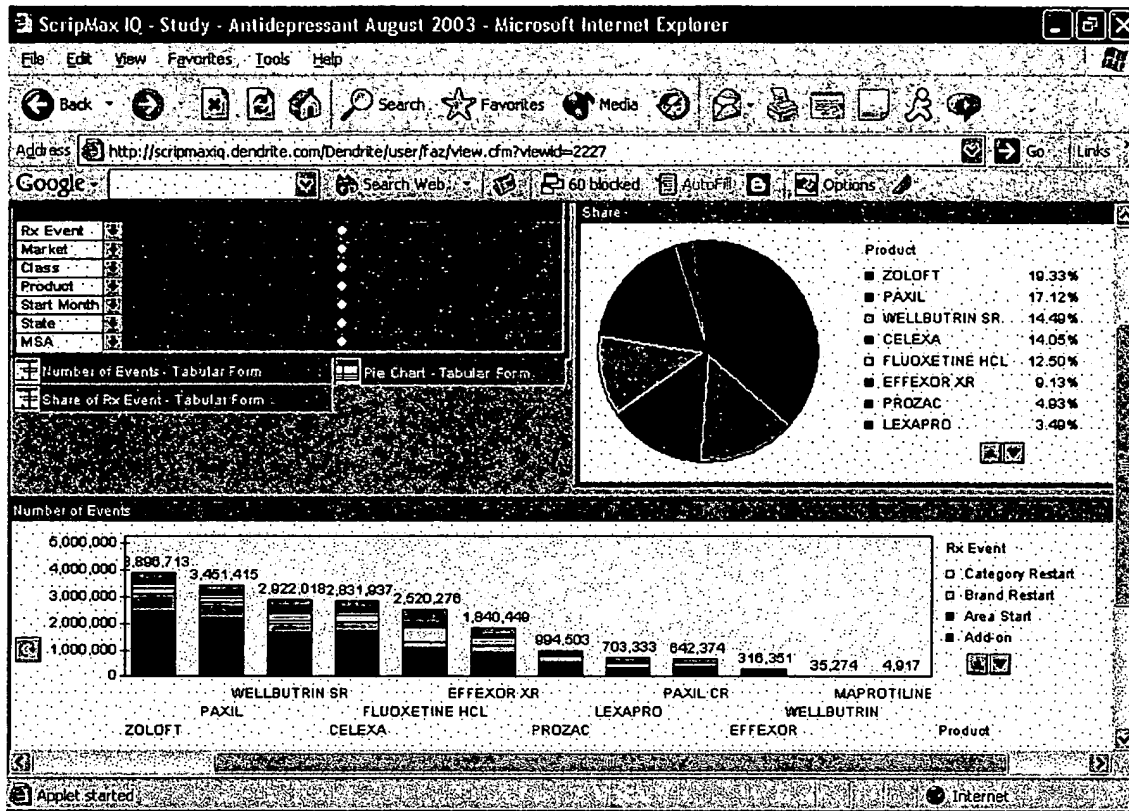 ScripMax IQ - Study - Antidepressant August 2003 - Microsoft Internet Explorer
File Edit View Favorites Tools Help
Back Search Favorites Media
Address http://scripmaxiq.dendrite.com/Dendrite/user/faz/view.cfm?viewid=2227 Go Links
Google Search Web 60 blocked AutoFill Options
Rx Event
Market
Class
Product
Start Month
State
MSA
Number of Events - Tabular Form
Pie Chart - Tabular Form
Share of Rx Event - Tabular Form
Share
Product
ZOLOFT 19.33%
PAXIL 17.12%
WELLBUTRIN SR 14.49%
CELEXA 14.05%
FLUOXETINE HCL 12.50%
EFFEXOR XR 9.13%
PROZAC 4.93%
LEXAPRO 3.49%
Number of Events
5,000,000
4,000,000
3,000,000
2,000,000
1,000,000
0
3,896,713 3,451,415 2,922,018 2,831,937 2,520,276 1,840,449 994,503 703,333 642,374 316,351 35,274 4,917
WELLBUTRIN SR EFFEXOR XR PAXIL CR MAPROTILINE
PAXIL FLUOXETINE HCL LEXAPRO WELLBUTRIN
ZOLOFT CELEXA PROZAC EFFEXOR Product
Rx Event
Category Restart
Brand Restart
Area Start
Add-on
Applet started
Internet